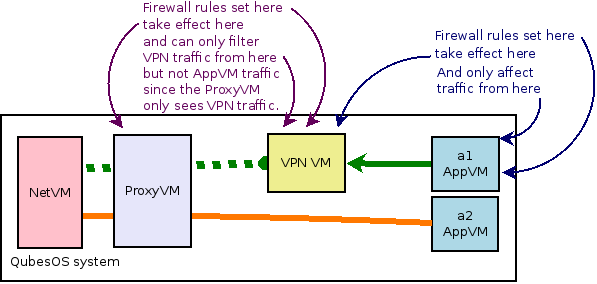 Firewall rules set here
take effect here
and can only filter
VPN traffic from here
but not AppVM traffic
since the ProxyVM
only sees VPN traffic.
Firewall rules set here
take effect here
And only affect
traffic from here
NetVM
ProxyVM
VPN VM
a1
AppVM
a2
AppVM
QubesOS system